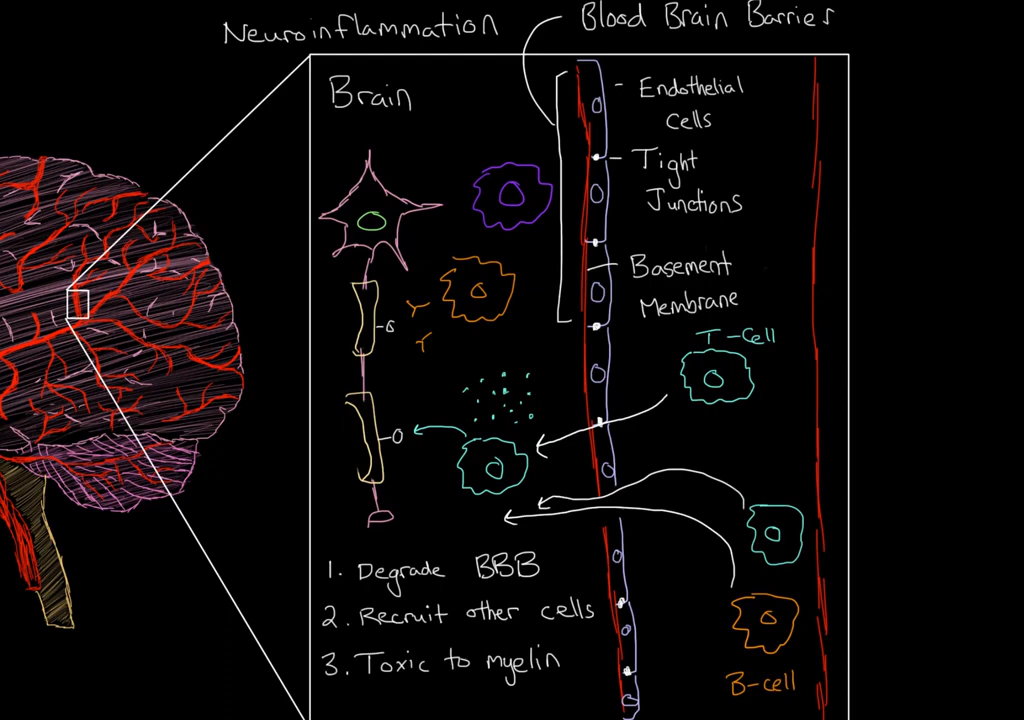 Neuroinflammation
Blood Brain Barriers
Brain
Endothelial
cells
Tight
Junctions
Basement
Membrane
T-Cell
1. Degrade BBB
2. Recruit other cells
3. Toxic to myelin
B-cell